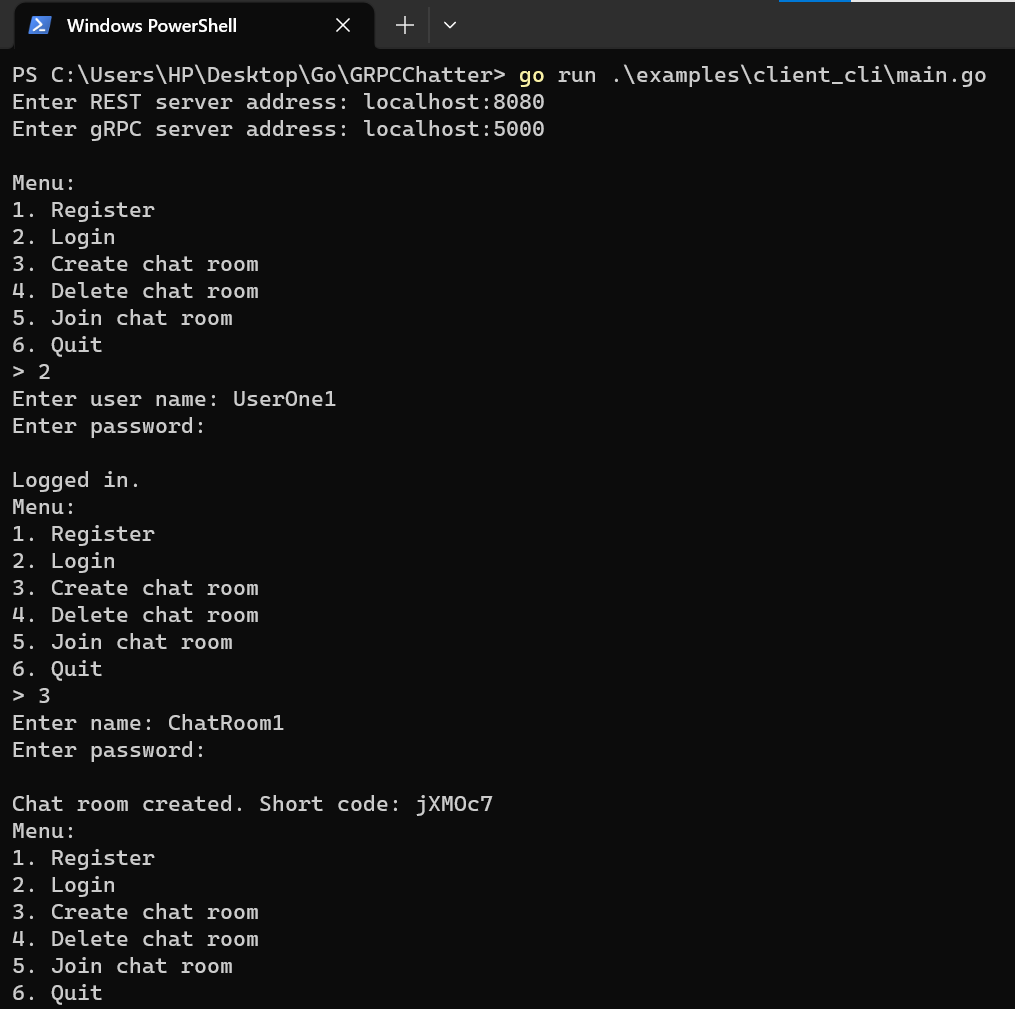 Windows PowerShell
PS C:\Users\HP\Desktop\Go\GRPCChatter> go run .\examples\client_cli\main.go
Enter REST server address: localhost:8080
Enter gRPC server address: localhost:5000
Menu:
1. Register
2. Login
3. Create chat room
4. Delete chat room
5. Join chat room
6. Quit
> 2
Enter user name: UserOne1
Enter password:
Logged in.
Menu:
1. Register
2. Login
3. Create chat room
4. Delete chat room
5. Join chat room
6. Quit
> 3
Enter name: ChatRoom1
Enter password:
Chat room created. Short code: jXMOc7
Menu:
1. Register
2. Login
3. Create chat room
4. Delete chat room
5. Join chat room
6. Quit